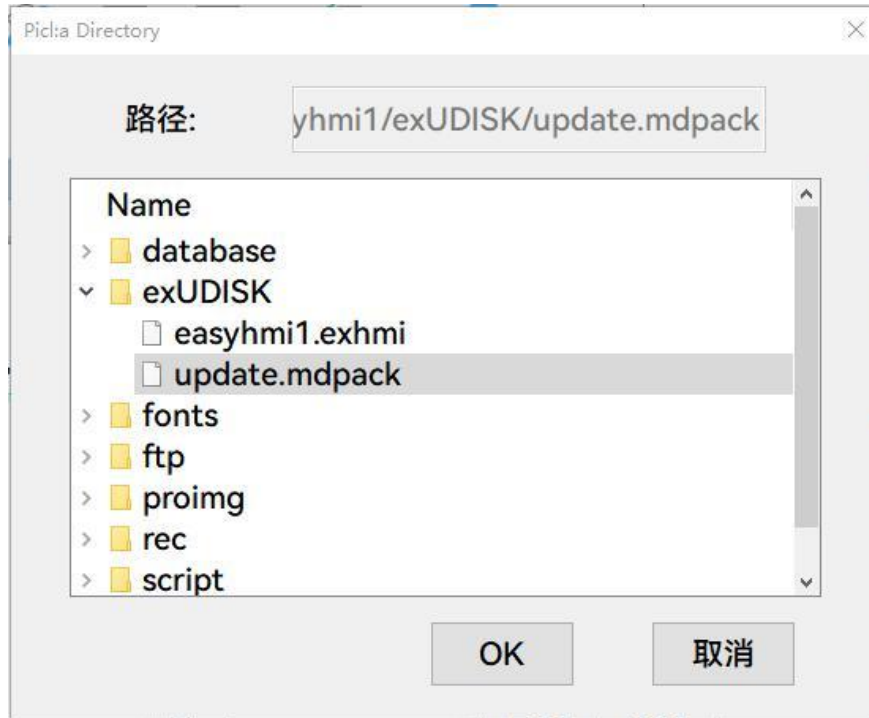 Picl:a Directory
路径:
yhmi1/exUDISK/update.mdpack
Name
database
exUDISK
easyhmi1.exhmi
update.mdpack
fonts
ftp
proimg
rec
script
OK
取消